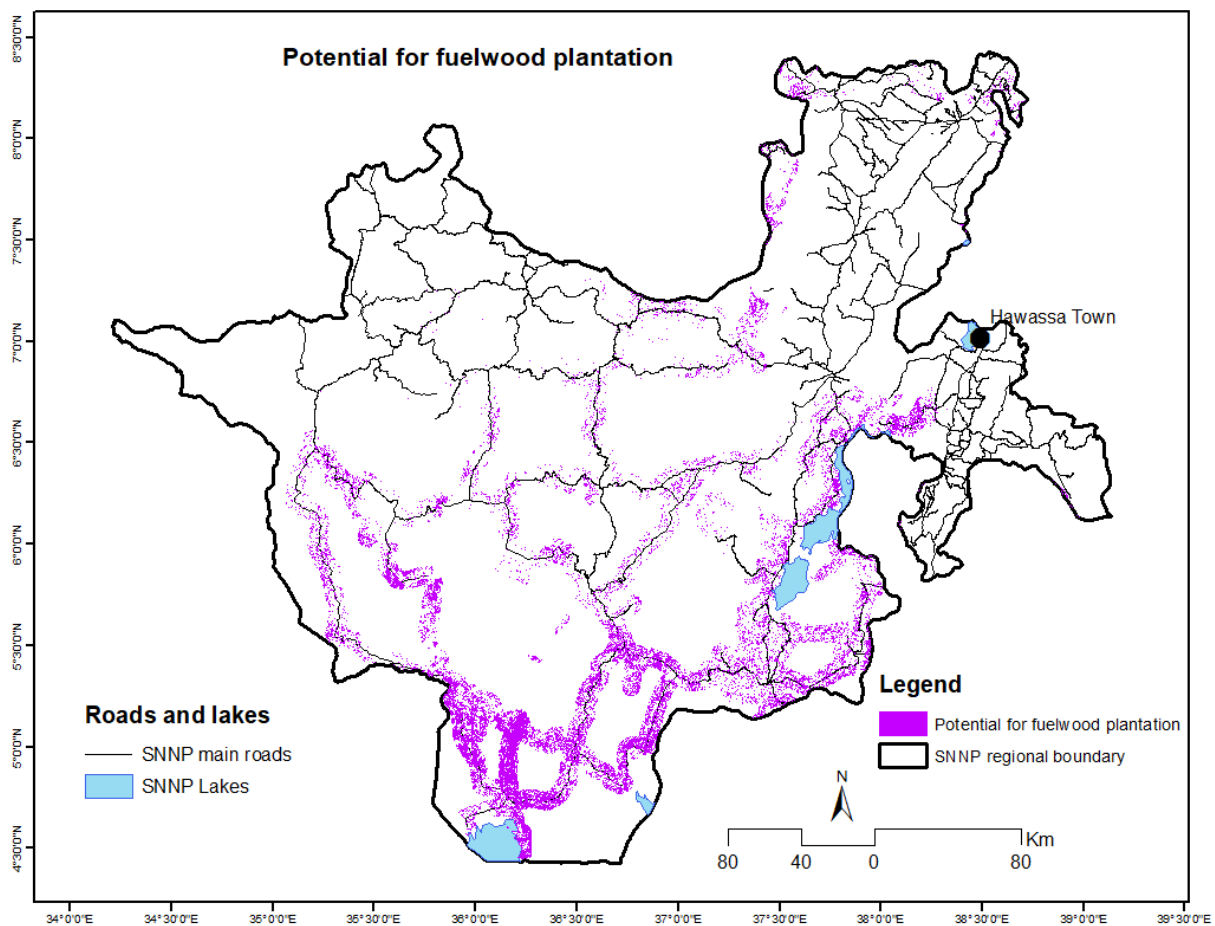 Potential for fuelwood plantation
8°30'0"N
8°0'0"N
7°30'0"N
7°0'0"N
6°30'0"N
6°0'0"N
5°30'0"N
5°0'0"N
4°30'0"N
Hawassa Town
Roads and lakes
SNNP main roads
SNNP Lakes
Legend
Potential for fuelwood plantation
SNNP regional boundary
N
Km
80 40 0 80
34°0'0"E 34°30'0"E 35°0'0"E 35°30'0"E 36°0'0"E 36°30'0"E 37°0'0"E 37°30'0"E 38°0'0"E 38°30'0"E 39°0'0"E 39°30'0"E